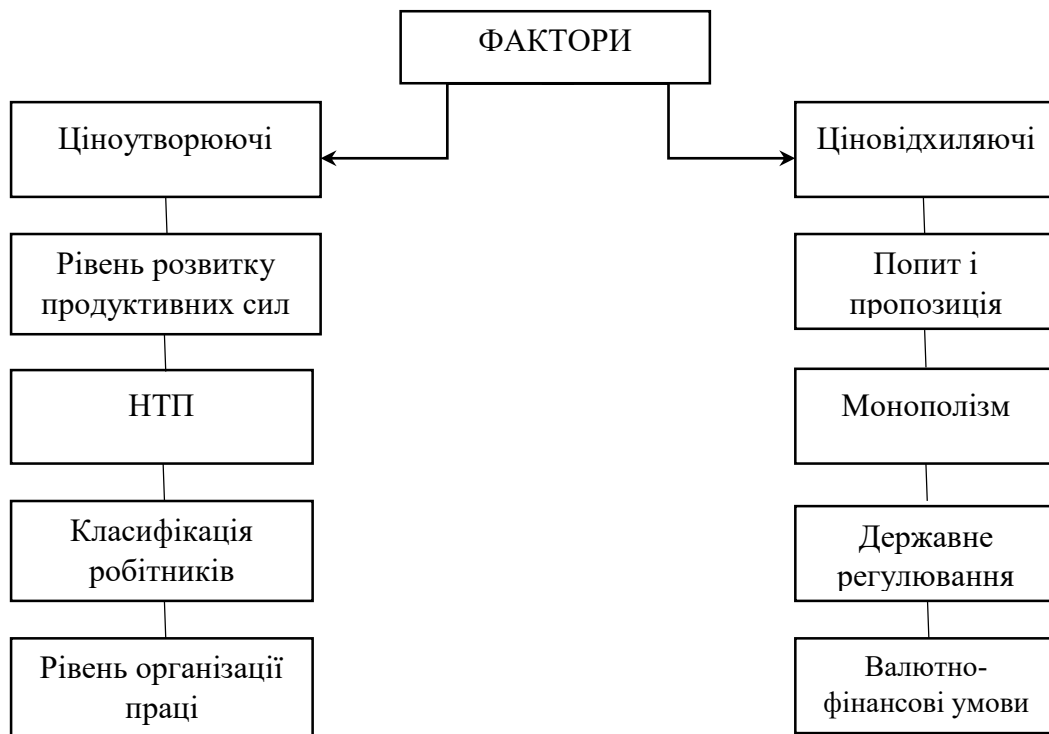 ФАКТОРИ
Ціноутворюючі
Ціновідхиляючі
Рівень розвитку
продуктивних сил
Попит і
пропозиція
НТП
Монополізм
Класифікація
робітників
Державне
регулювання
Рівень організації
праці
Валютно-
фінансові умови